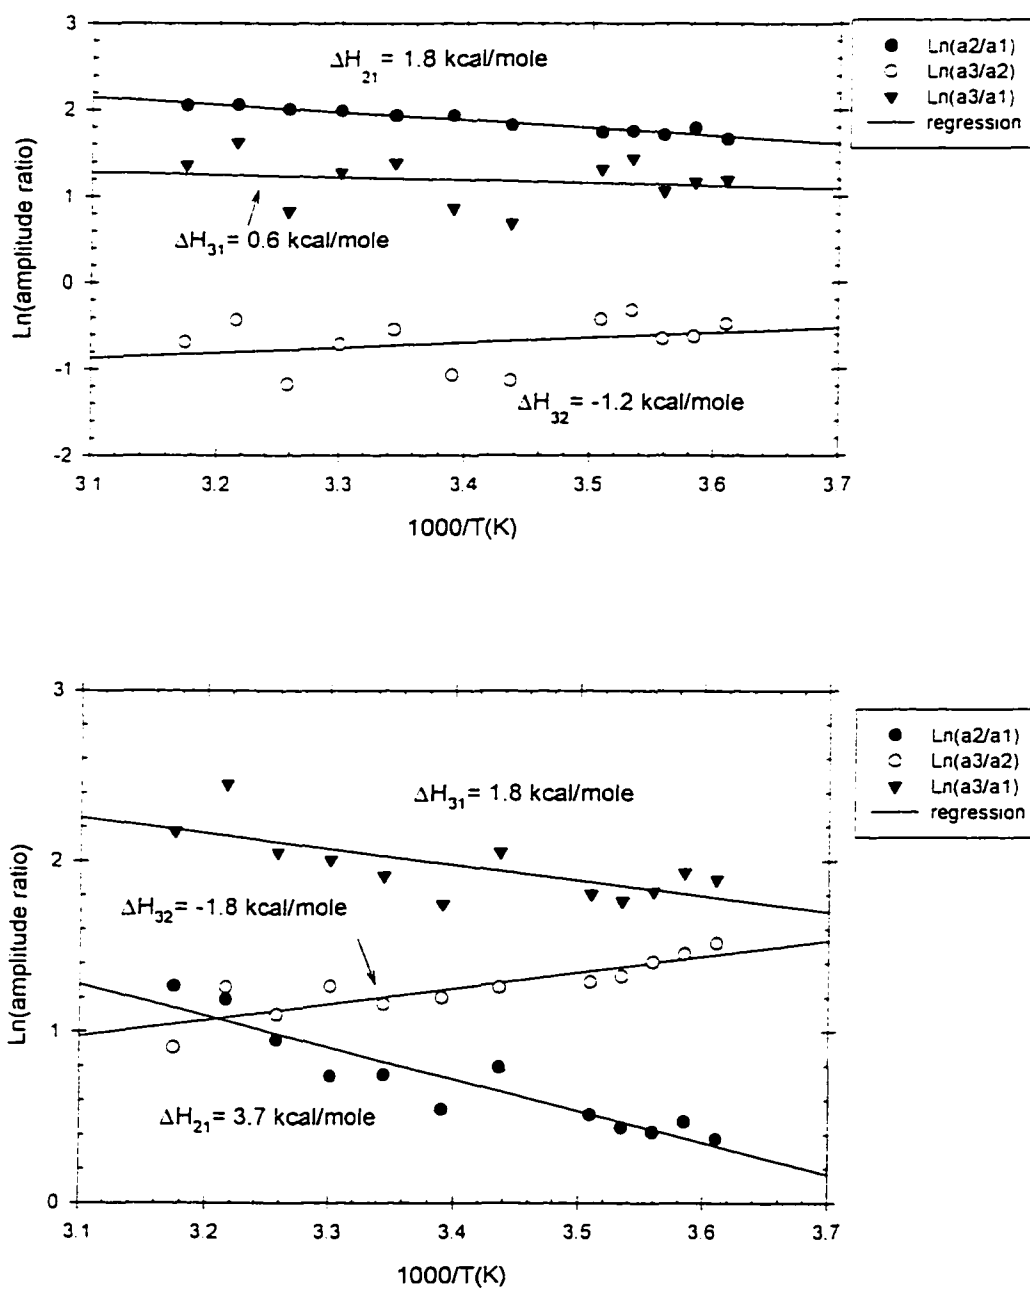 3
2
1
0
-1
-2
Ln(amplitude ratio)
ΔH21 = 1.8 kcal/mole
ΔH31= 0.6 kcal/mole
ΔH32= -1.2 kcal/mole
3 1
3.2
3.3
3.4
3.5
3.6
3.7
1000/T(K)
Ln(a2/a1)
Ln(a3/a2)
Ln(a3/a1)
regression
3
2
1
0
Ln(amplitude ratio)
ΔH31= 1.8 kcal/mole
ΔH32= -1.8 kcal/mole
ΔH21= 3.7 kcal/mole
3.1
3.2
3.3
3.4
3.5
3.6
3.7
1000/T(K)
Ln(a2/a1)
Ln(a3/a2)
Ln(a3/a1)
regression